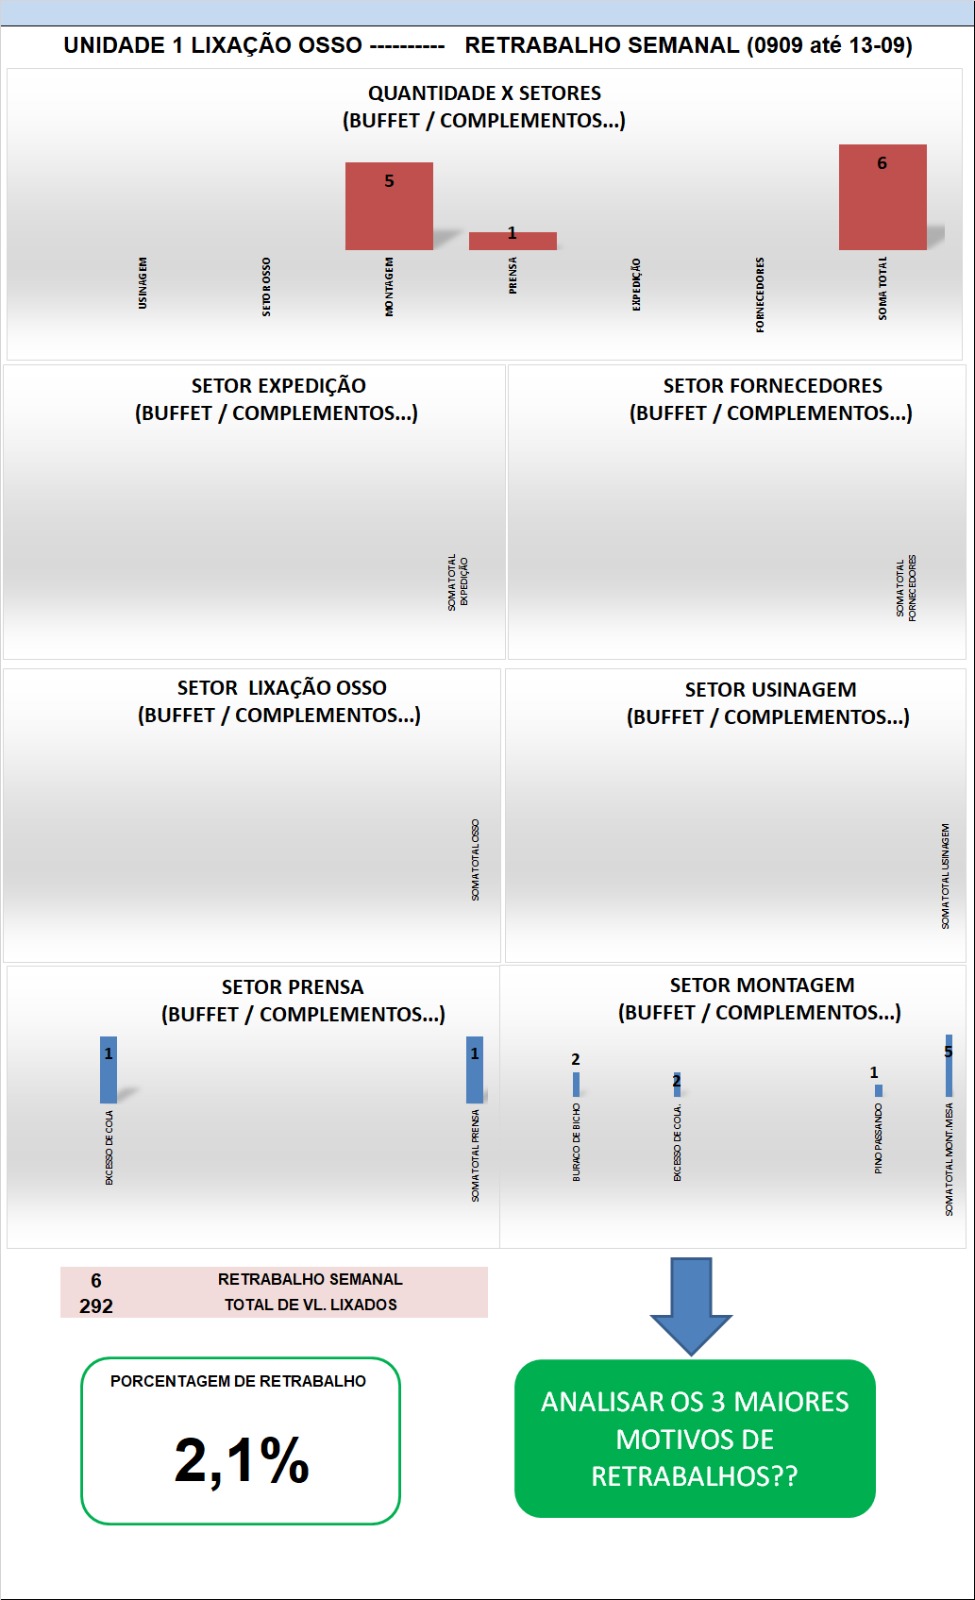 UNIDADE 1 LIXAÇÃO OSSO ---------- RETRABALHO SEMANAL (0909 até 13-09)
QUANTIDADE X SETORES
(BUFFET / COMPLEMENTOS...)
5
1
6
USINAGEM
SETOR OSSO
MONTAGEM
PRENSA
EXPEDIÇÃO
FORNECEDORES
SOMA TOTAL
SETOR EXPEDIÇÃO
(BUFFET / COMPLEMENTOS...)
SOMA TOTAL
EXPEDIÇÃO
SETOR FORNECEDORES
(BUFFET / COMPLEMENTOS...)
SOMA TOTAL
FORNECEDORES
SETOR LIXAÇÃO OSSO
(BUFFET / COMPLEMENTOS...)
SOMA TOTAL OSSO
SETOR USINAGEM
(BUFFET / COMPLEMENTOS...)
SOMA TOTAL USINAGEM
SETOR PRENSA
(BUFFET / COMPLEMENTOS...)
1
1
EXCESSO DE COLA
SOMA TOTAL PRENSA
SETOR MONTAGEM
(BUFFET / COMPLEMENTOS...)
2
2
1
5
BURACO DE BICHO
EXCESSO DE COLA.
PINO PASSANDO
SOMA TOTAL MONT. MESA
6 RETRABALHO SEMANAL
292 TOTAL DE VL. LIXADOS
PORCENTAGEM DE RETRABALHO
2,1%
ANALISAR OS 3 MAIORES
MOTIVOS DE
RETRABALHOS??